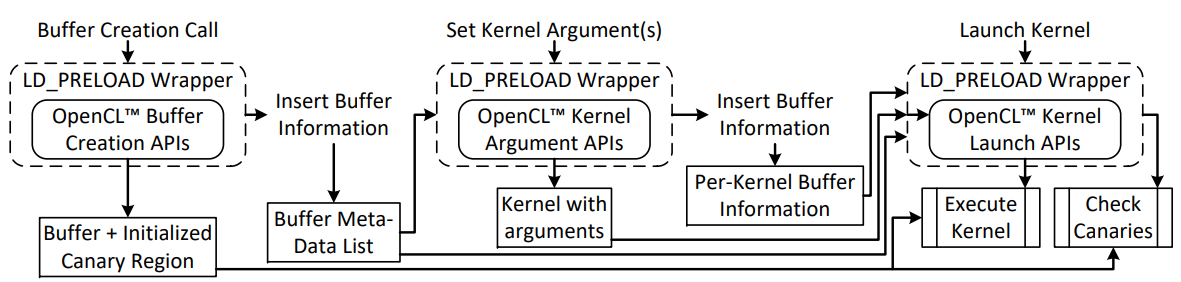 Buffer Creation Call
LD_PRELOAD Wrapper
OpenCL™ Buffer
Creation APIs
Insert Buffer
Information
Buffer + Initialized
Canary Region
Buffer Meta-
Data List
Set Kernel Argument(s)
LD_PRELOAD Wrapper
OpenCL™ Kernel
Argument APIs
Kernel with
arguments
Insert Buffer
Information
Per-Kernel Buffer
Information
Launch Kernel
LD_PRELOAD Wrapper
OpenCL™ Kernel
Launch APIs
Execute
Kernel
Check
Canaries